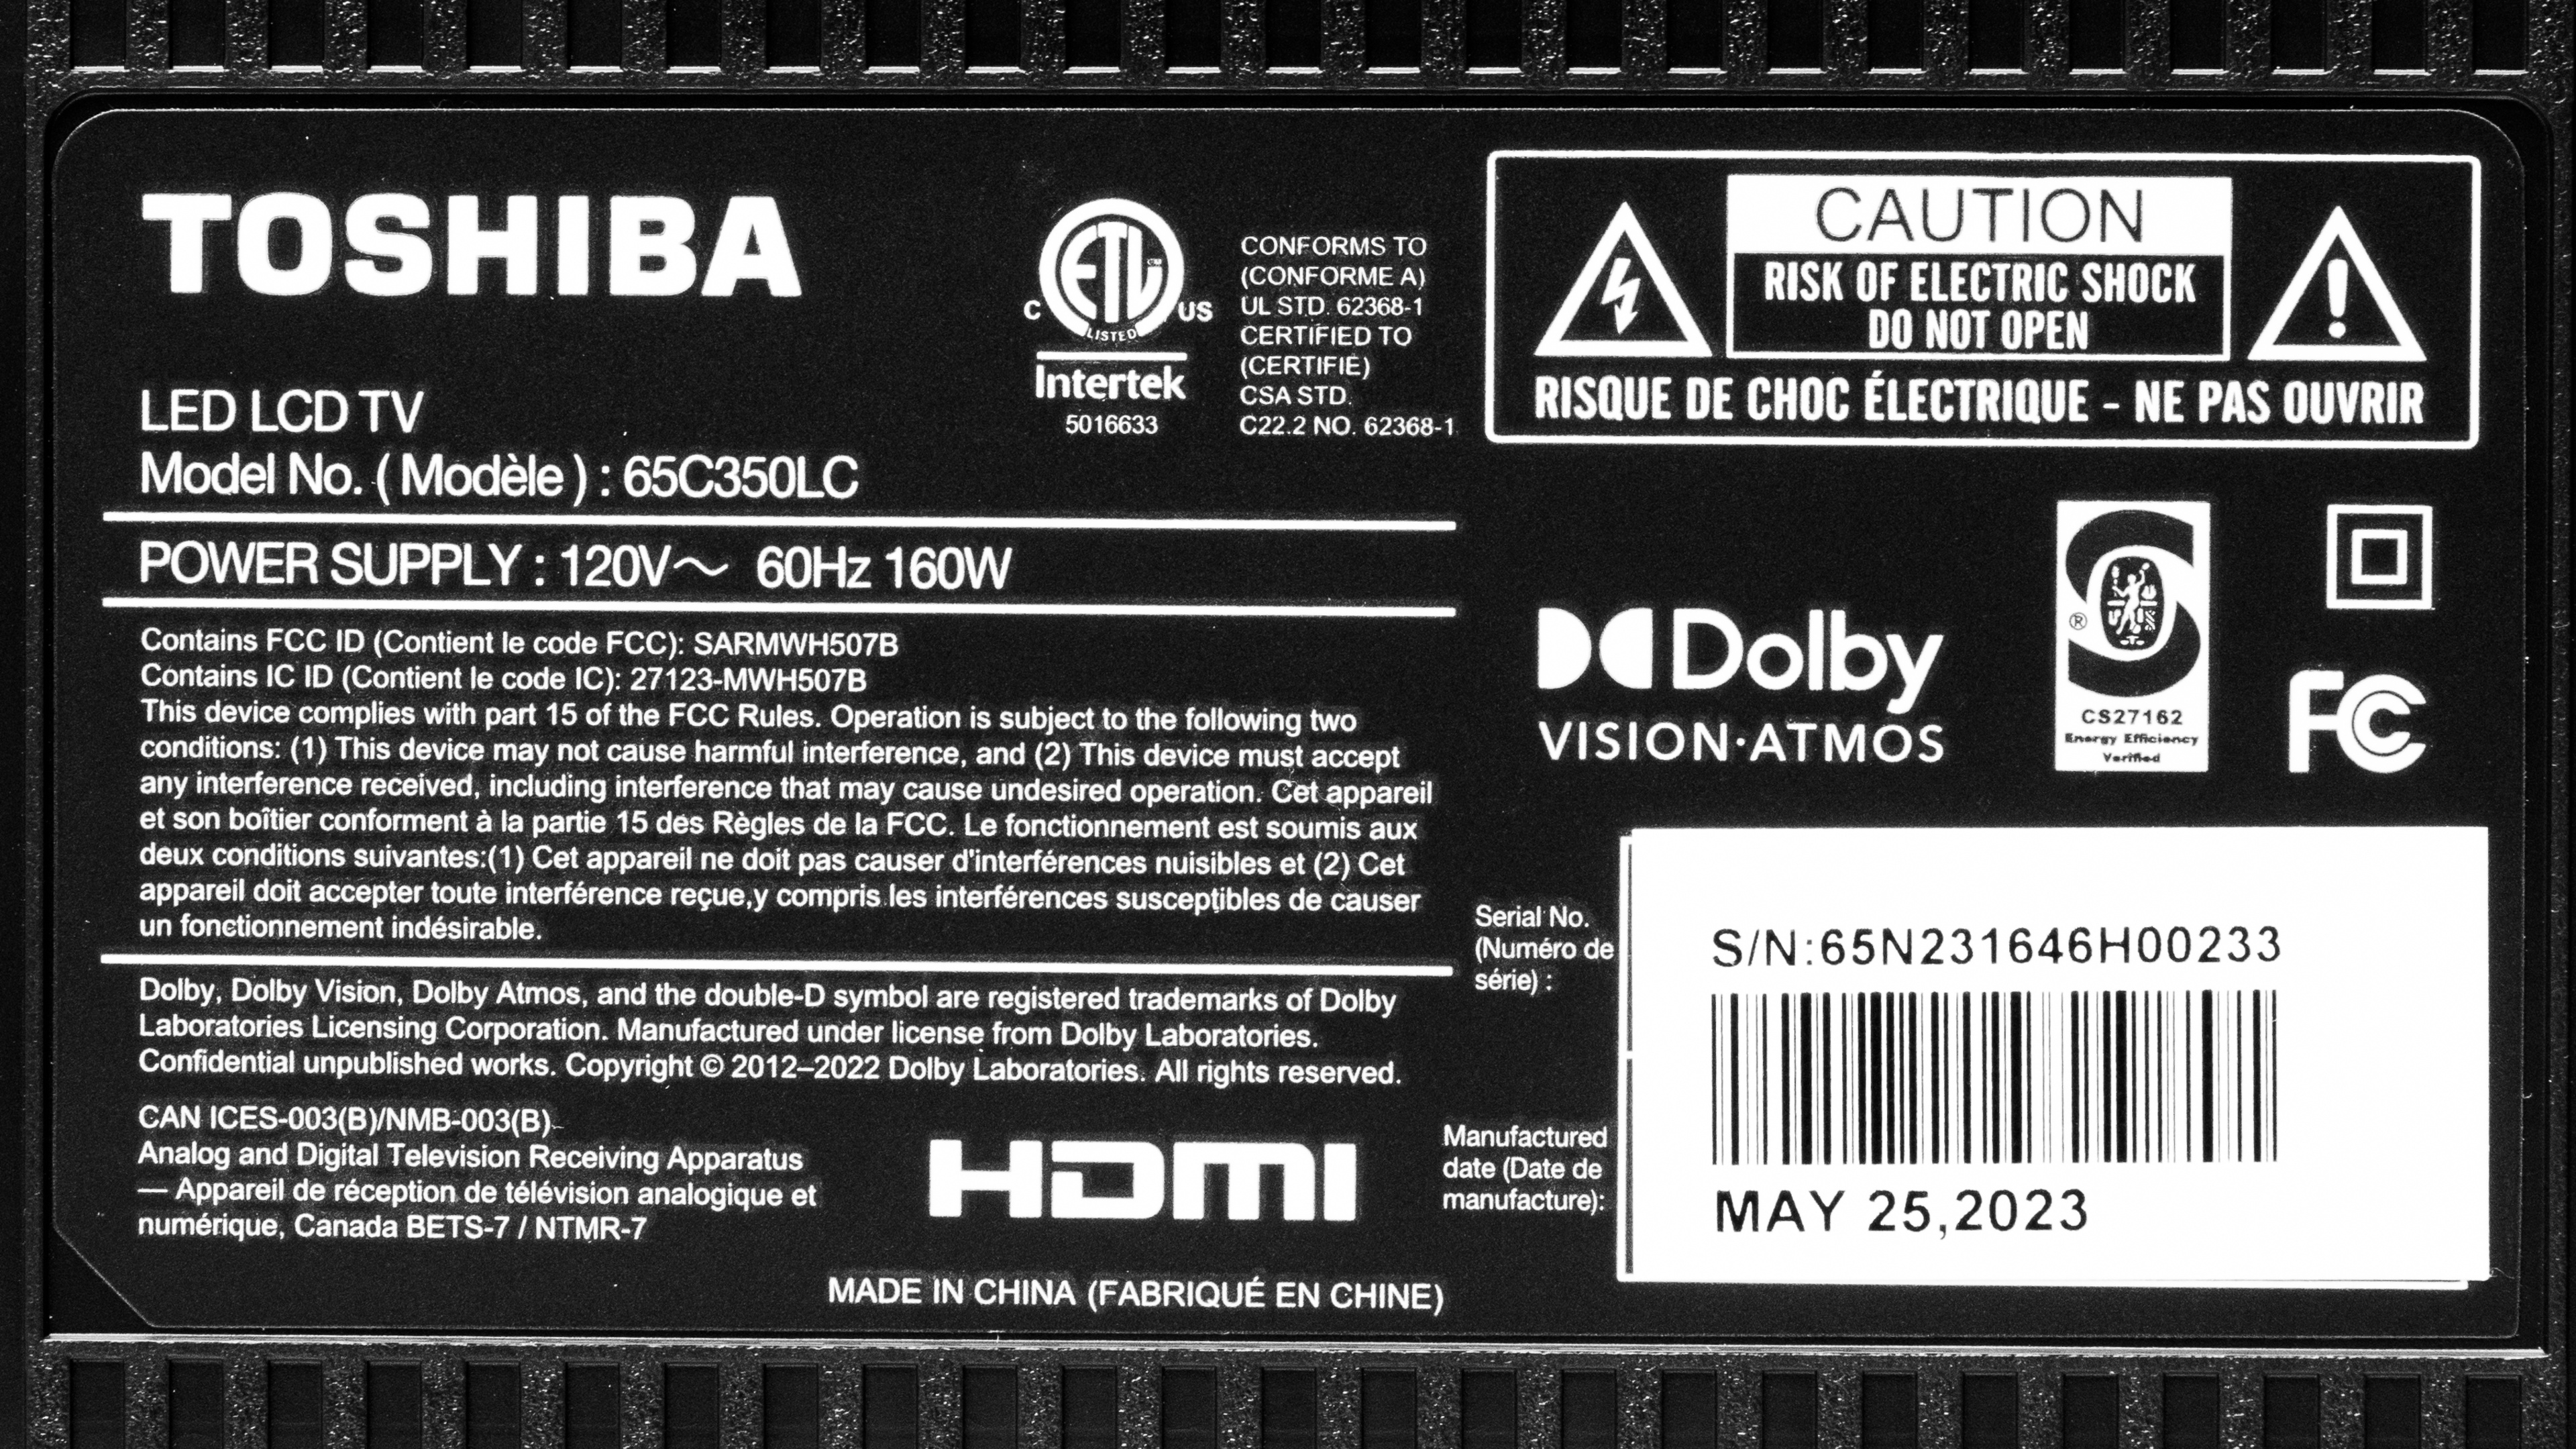 TOSHIBA
LED LCD TV
Model No. ( Modèle ) : 65C350LC
ETL
C
US
LISTED
Intertek
5016633
CONFORMS TO
(CONFORME A)
UL STD. 62368-1
CERTIFIED TO
(CERTIFIÉ)
CSA STD.
C22.2 NO. 62368-1
CAUTION
RISK OF ELECTRIC SHOCK
DO NOT OPEN
RISQUE DE CHOC ÉLECTRIQUE - NE PAS OUVRIR
POWER SUPPLY : 120V～ 60Hz 160W
Contains FCC ID (Contient le code FCC): SARMWH507B
Contains IC ID (Contient le code IC): 27123-MWH507B
This device complies with part 15 of the FCC Rules. Operation is subject to the following two
conditions: (1) This device may not cause harmful interference, and (2) This device must accept
any interference received, including interference that may cause undesired operation. Cet appareil
et son boîtier conforment à la partie 15 des Règles de la FCC. Le fonctionnement est soumis aux
deux conditions suivantes:(1) Cet appareil ne doit pas causer d'interférences nuisibles et (2) Cet
appareil doit accepter toute interférence reçue,y compris les interférences susceptibles de causer
un fonctionnement indésirable.
Dolby
VISION·ATMOS
®
CS27162
Energy Efficiency
Verified
FC
Dolby, Dolby Vision, Dolby Atmos, and the double-D symbol are registered trademarks of Dolby
Laboratories Licensing Corporation. Manufactured under license from Dolby Laboratories.
Confidential unpublished works. Copyright © 2012–2022 Dolby Laboratories. All rights reserved.
CAN ICES-003(B)/NMB-003(B)
Analog and Digital Television Receiving Apparatus
— Appareil de réception de télévision analogique et
numérique, Canada BETS-7 / NTMR-7
HDMI
MADE IN CHINA (FABRIQUÉ EN CHINE)
Serial No.
(Numéro de
série) :
S/N:65N231646H00233
Manufactured
date (Date de
manufacture):
MAY 25,2023